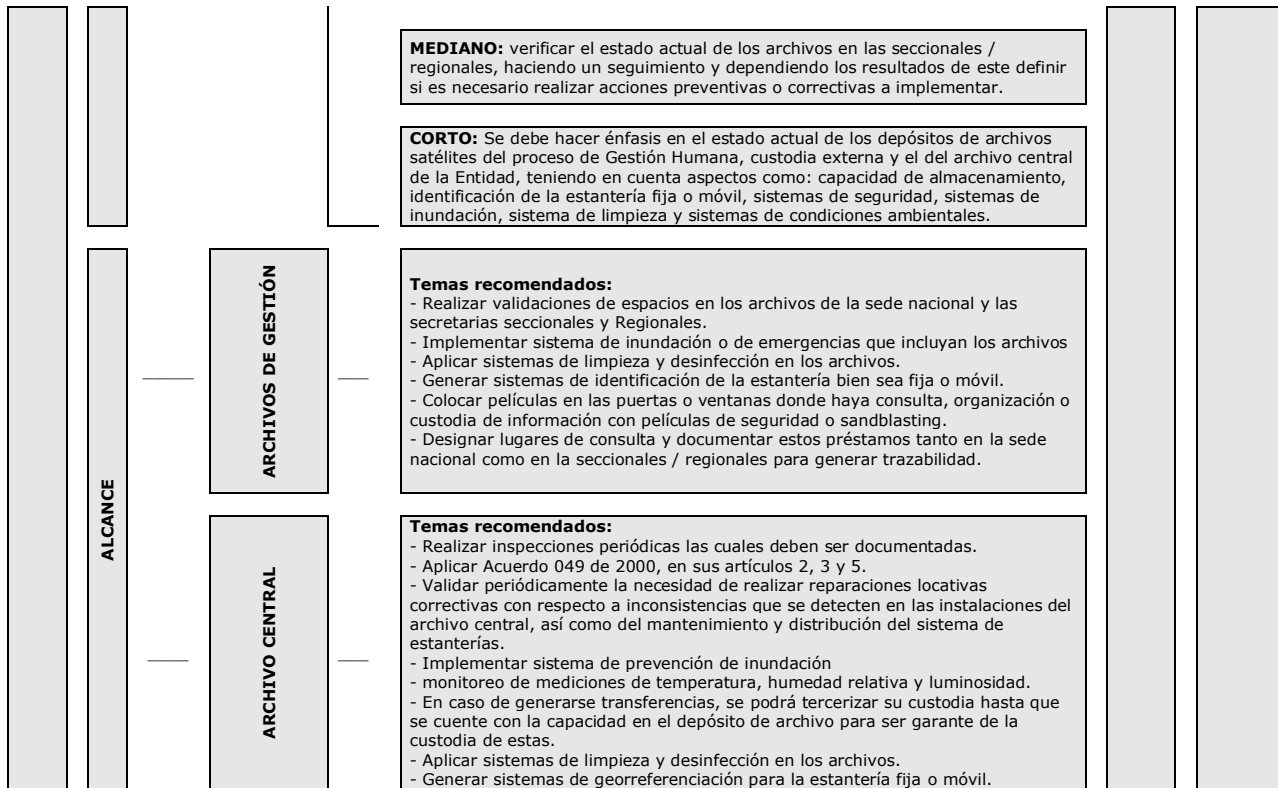 MEDIANO: verificar el estado actual de los archivos en las seccionales /
regionales, haciendo un seguimiento y dependiendo los resultados de este definir
si es necesario realizar acciones preventivas o correctivas a implementar.
CORTO: Se debe hacer énfasis en el estado actual de los depósitos de archivos
satélites del proceso de Gestión Humana, custodia externa y el del archivo central
de la Entidad, teniendo en cuenta aspectos como: capacidad de almacenamiento,
identificación de la estantería fija o móvil, sistemas de seguridad, sistemas de
inundación, sistema de limpieza y sistemas de condiciones ambientales.
ALCANCE
ARCHIVOS DE GESTIÓN
Temas recomendados:
- Realizar validaciones de espacios en los archivos de la sede nacional y las
secretarias seccionales y Regionales.
- Implementar sistema de inundación o de emergencias que incluyan los archivos
- Aplicar sistemas de limpieza y desinfección en los archivos.
- Generar sistemas de identificación de la estantería bien sea fija o móvil.
- Colocar películas en las puertas o ventanas donde haya consulta, organización o
custodia de información con películas de seguridad o sandblasting.
- Designar lugares de consulta y documentar estos préstamos tanto en la sede
nacional como en la seccionales / regionales para generar trazabilidad.
ARCHIVO CENTRAL
Temas recomendados:
- Realizar inspecciones periódicas las cuales deben ser documentadas.
- Aplicar Acuerdo 049 de 2000, en sus artículos 2, 3 y 5.
- Validar periódicamente la necesidad de realizar reparaciones locativas
correctivas con respecto a inconsistencias que se detecten en las instalaciones del
archivo central, así como del mantenimiento y distribución del sistema de
estanterías.
- Implementar sistema de prevención de inundación
- monitoreo de mediciones de temperatura, humedad relativa y luminosidad.
- En caso de generarse transferencias, se podrá tercerizar su custodia hasta que
se cuente con la capacidad en el depósito de archivo para ser garante de la
custodia de estas.
- Aplicar sistemas de limpieza y desinfección en los archivos.
- Generar sistemas de georreferenciación para la estantería fija o móvil.